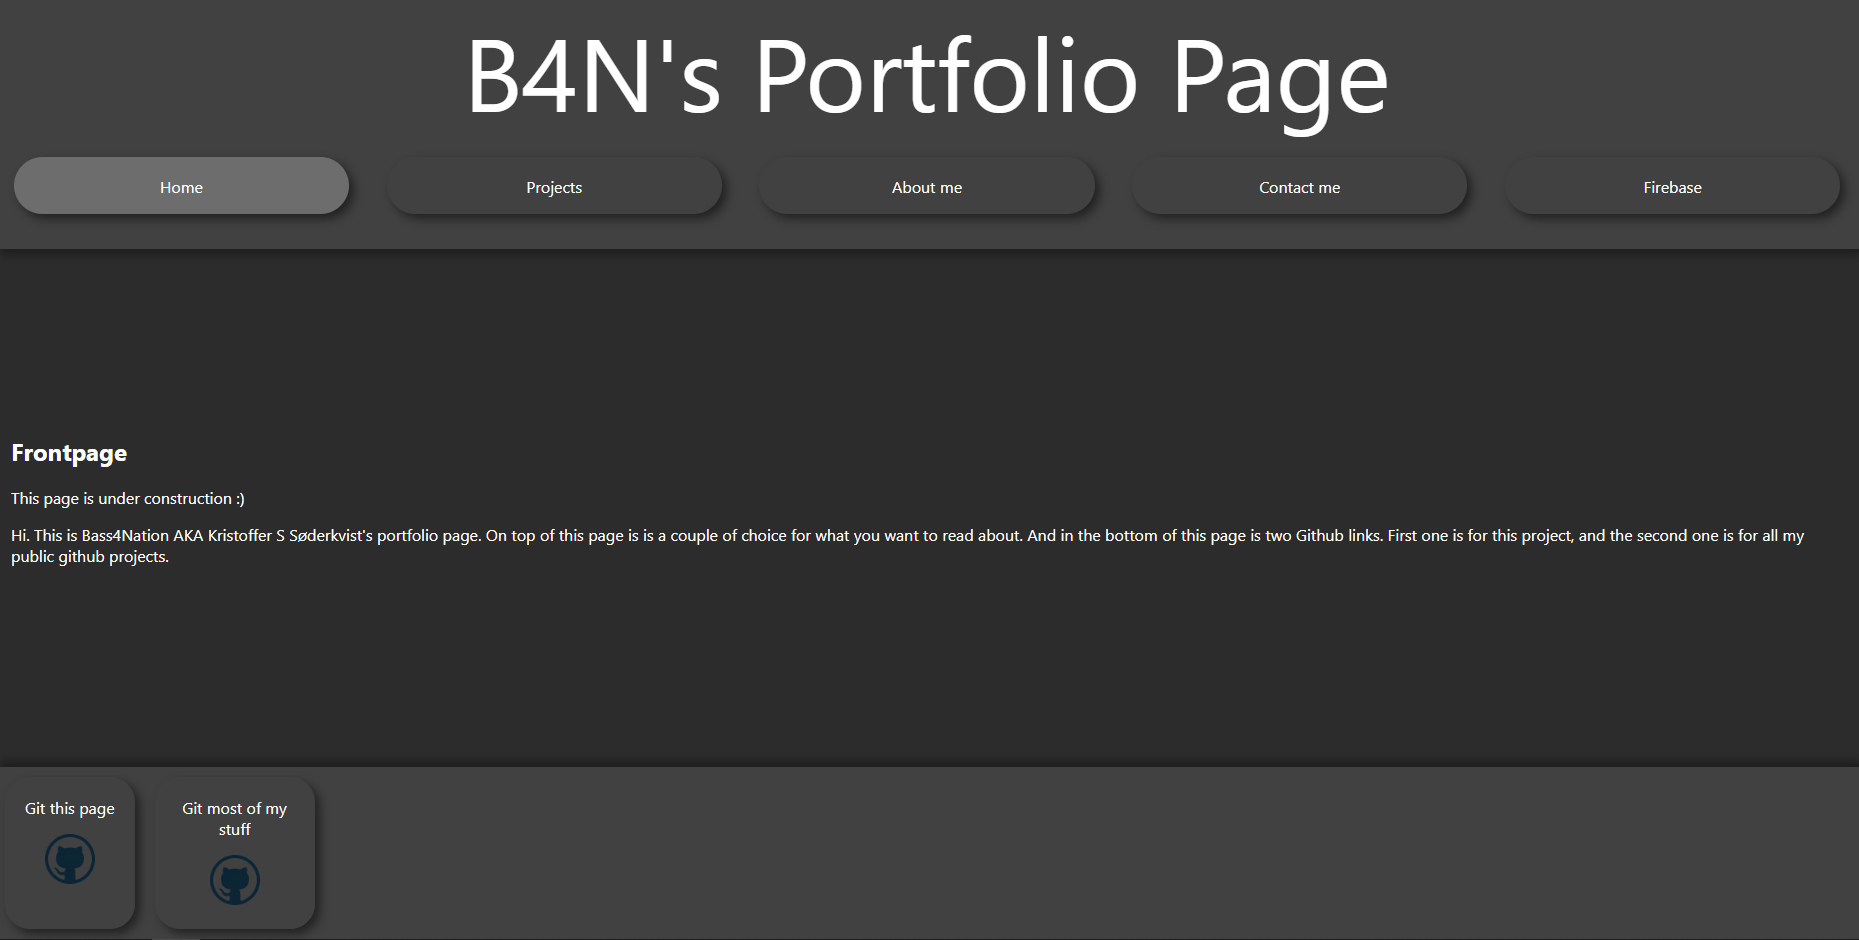 B4N's Portfolio Page
Home
Projects
About me
Contact me
Firebase
Frontpage
This page is under construction :)
Hi. This is Bass4Nation AKA Kristoffer S Søderkvist's portfolio page. On top of this page is is a couple of choice for what you want to read about. And in the bottom of this page is two Github links. First one is for this project, and the second one is for all my
public github projects.
Git this page
Git most of my
stuff